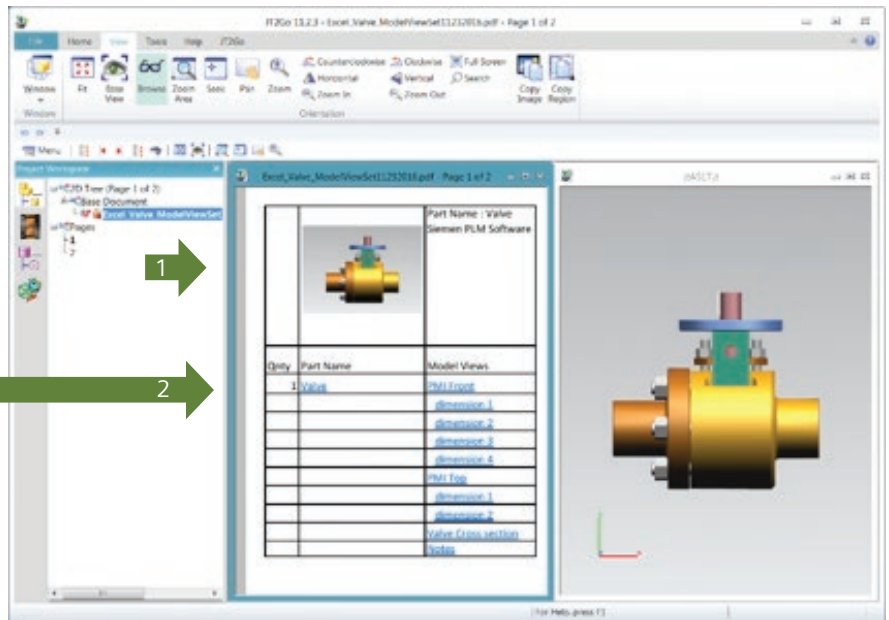 JT2Go 11.2.3 - Excel_Valve_ModelViewSet11232016.pdf - Page 1 of 2
File Home View Tools Help JT2Go
Window
Fit
Base View
Browse
Zoom Area
Seek
Pan
Zoom
Counterclockwise Clockwise Full Screen
Horizontal Vertical Search
Zoom In Zoom Out
Copy Image
Copy Region
Window
Orientation
Menu
Project Workspace
2D Tree (Page 1 of 2)
Base Document
Excel_Valve_ModelViewSet
Pages
1
2
1
2
Excel_Valve_ModelViewSet11232016.pdf - Page 1 of 2
Part Name : Valve
Siemen PLM Software
Qnty Part Name Model Views
1 Valve PMI Front
dimension 1
dimension 2
dimension 3
dimension 4
PMI Top
dimension 1
dimension 2
Valve Cross section
Notes
For Help, press F1